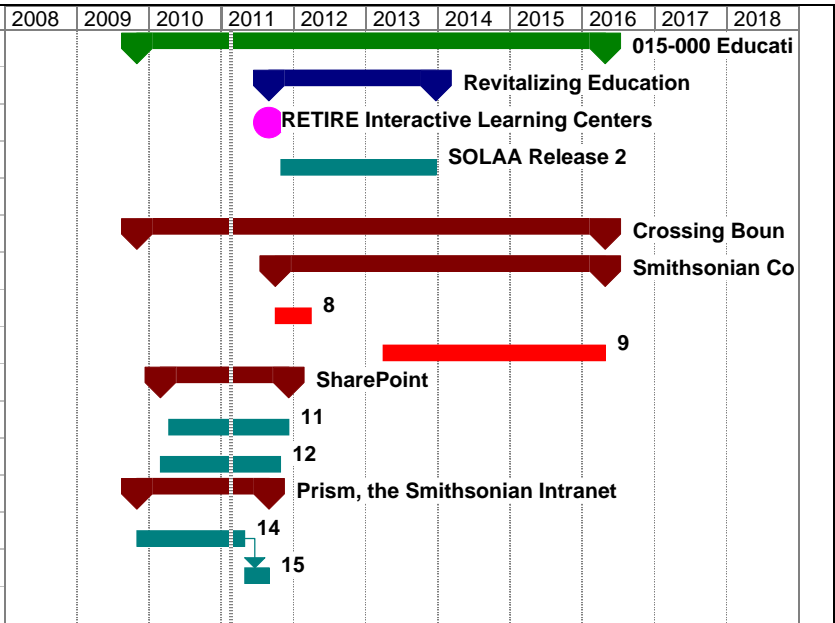 2008 2009 2010 2011 2012 2013 2014 2015 2016 2017 2018
015-000 Educati
Revitalizing Education
RETIRE Interactive Learning Centers
SOLAA Release 2
Crossing Boun
Smithsonian Co
8
9
SharePoint
11
12
Prism, the Smithsonian Intranet
14
15